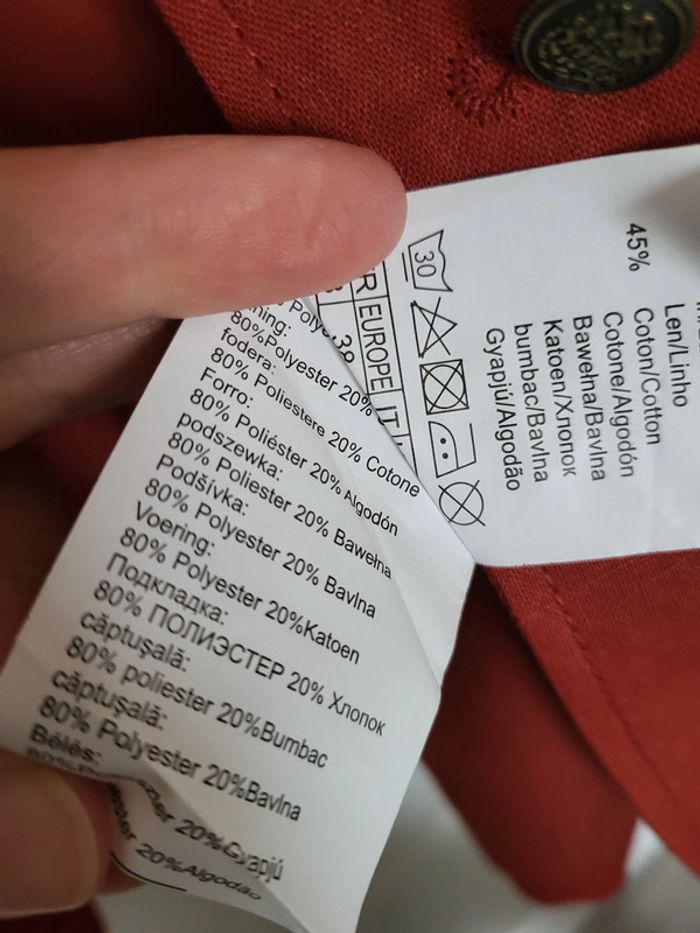 80%Polyester 20%
fodera:
80% Poliestere 20% Cotone
Forro:
80% Poliéster 20% Algodón
podszewka:
80% Poliester 20% Bawełna
Podšívka:
80% Polyester 20% Bavlna
Voering:
80% Polyester 20%Katoen
Подкладка:
80% ПОЛИЭСТЕР 20% Хлопок
căptuşală:
80% poliester 20%Bumbac
căptuşală:
80% Polyester 20%Bavlna
Bélés:
80% 20%Gyapjú
20%Algodão
Len/Linho
45% Coton/Cotton
Cotone/Algodón
Bawełna/Bavlna
Katoen/Хлопок
bumbac/Bavlna
Gyapjú/Algodão
30
EUROPE IT
38